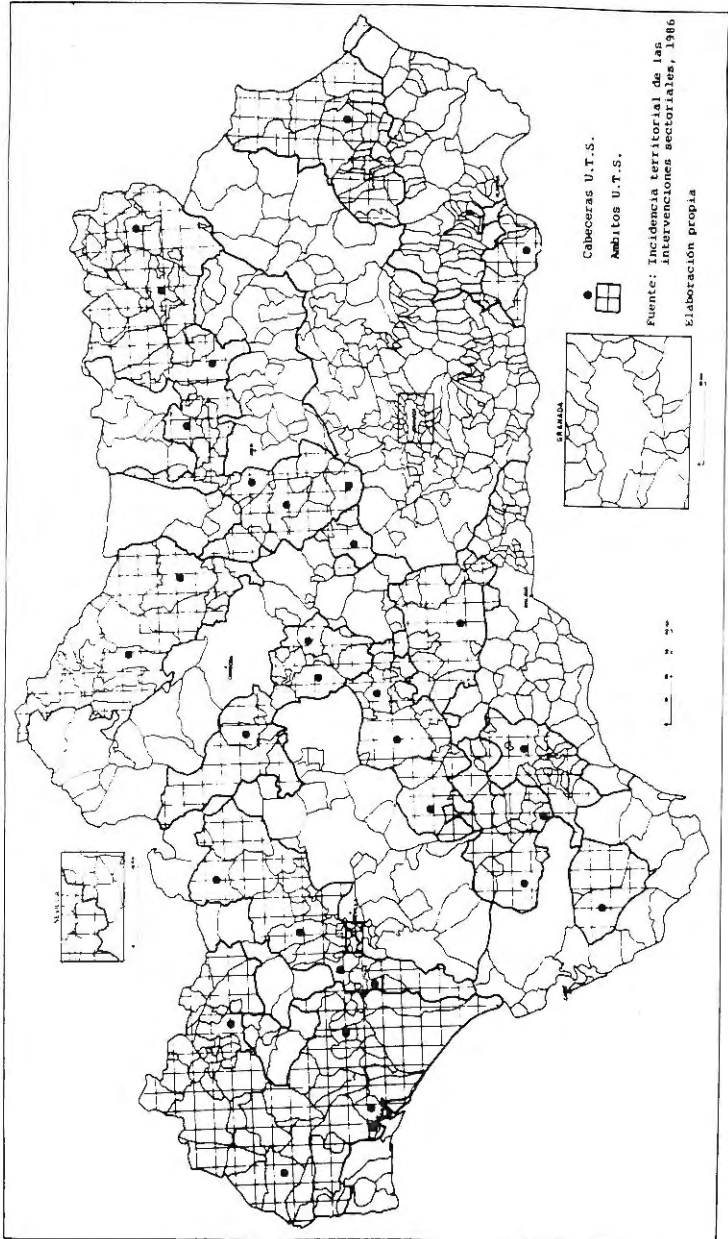 Cabeceras U.T.S.
Ambitos U.T.S.
Fuente: Incidencia territorial de las
intervenciones sectoriales, 1986
Elaboración propia
GRANADA